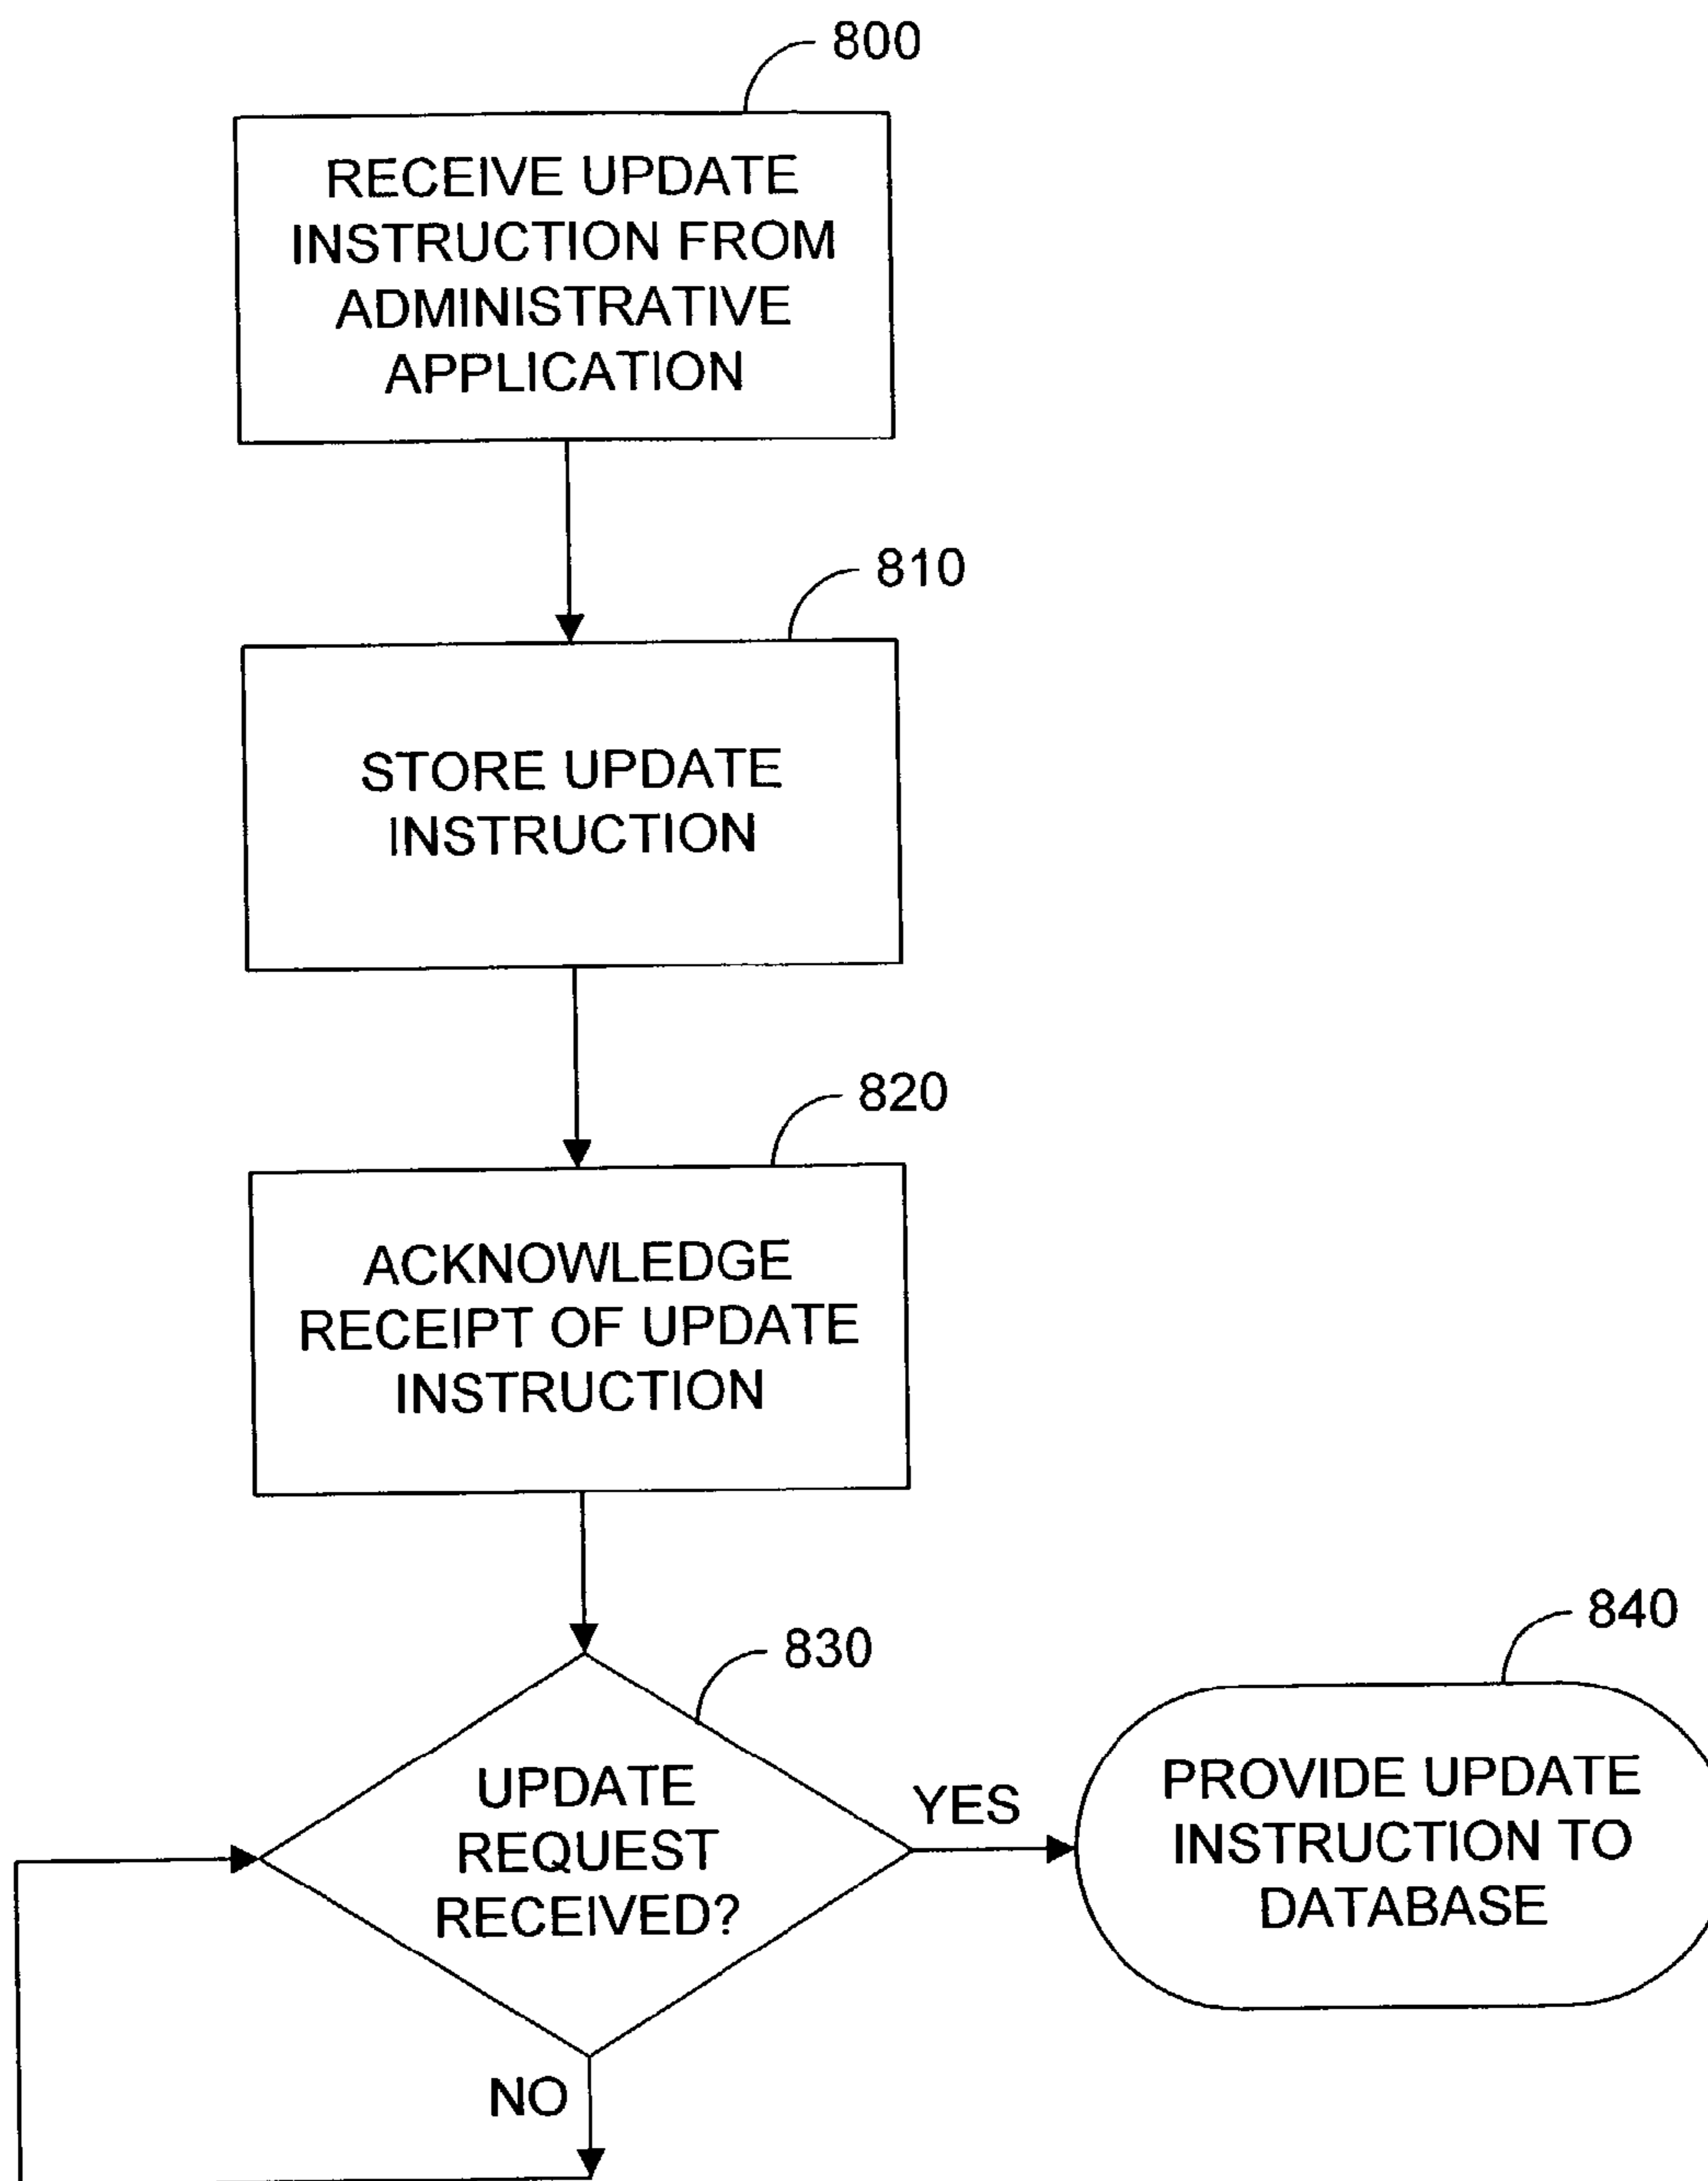 800
RECEIVE UPDATE
INSTRUCTION FROM
ADMINISTRATIVE
APPLICATION
810
STORE UPDATE
INSTRUCTION
820
ACKNOWLEDGE
RECEIPT OF UPDATE
INSTRUCTION
830
UPDATE
REQUEST
RECEIVED?
YES
840
PROVIDE UPDATE
INSTRUCTION TO
DATABASE
NO